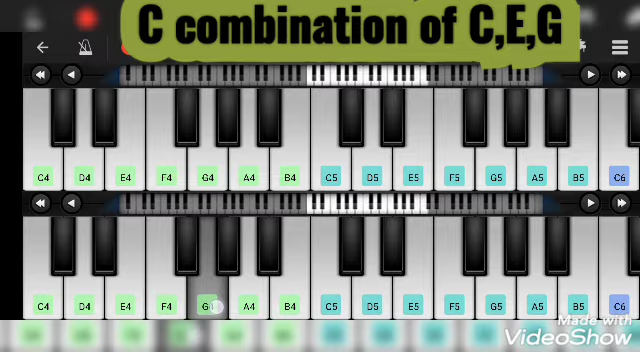 C combination of C,E,G
C4 D4 E4 F4 G4 A4 B4 C5 D5 E5 F5 G5 A5 B5 C6
C4 D4 E4 F4 G4 A4 B4 C5 D5 E5 F5 G5 A5 B5 C6
Made with
VideoShow